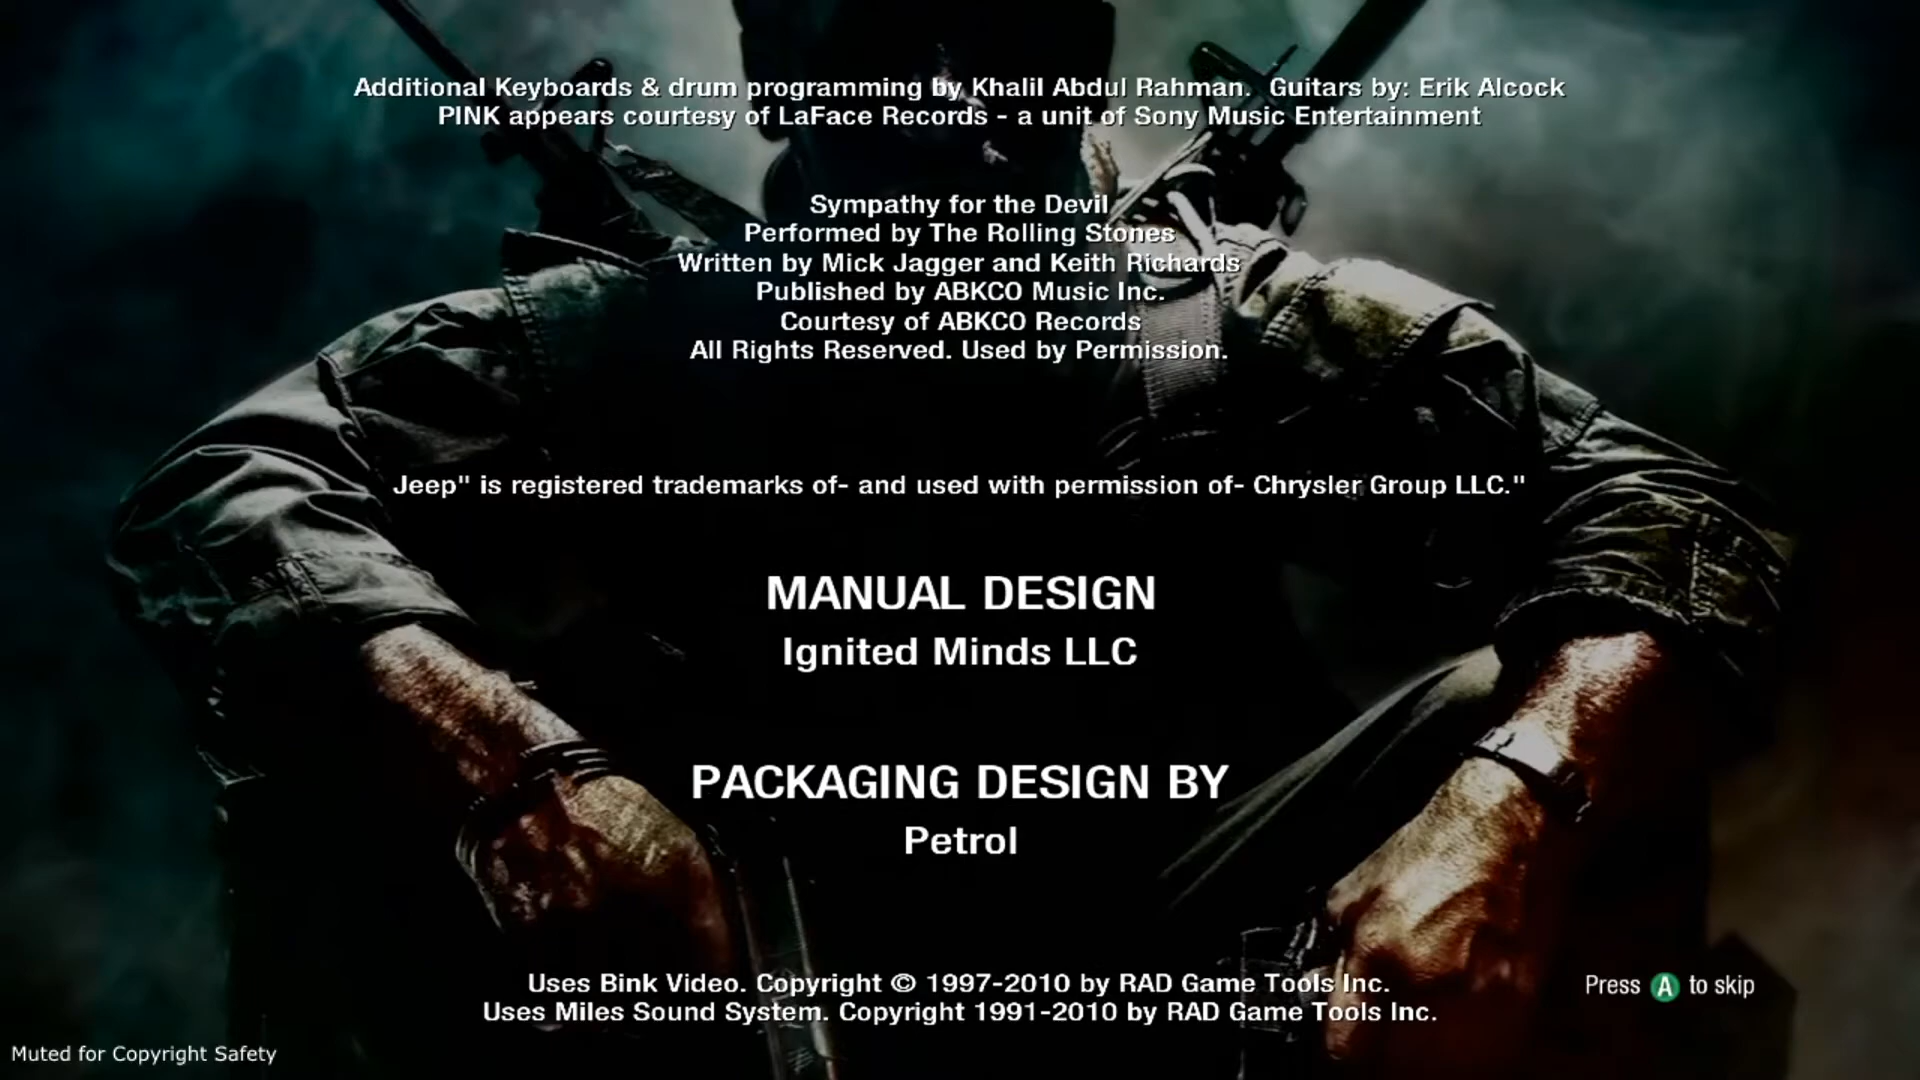 Additional Keyboards & drum programming by Khalil Abdul Rahman.  Guitars by: Erik Alcock
PINK appears courtesy of LaFace Records - a unit of Sony Music Entertainment
Sympathy for the Devil
Performed by The Rolling Stones
Written by Mick Jagger and Keith Richards
Published by ABKCO Music Inc.
Courtesy of ABKCO Records
All Rights Reserved. Used by Permission.
Jeep" is registered trademarks of- and used with permission of- Chrysler Group LLC."
MANUAL DESIGN
Ignited Minds LLC
PACKAGING DESIGN BY
Petrol
Uses Bink Video. Copyright © 1997-2010 by RAD Game Tools Inc.
Uses Miles Sound System. Copyright 1991-2010 by RAD Game Tools Inc.
Press A to skip
Muted for Copyright Safety